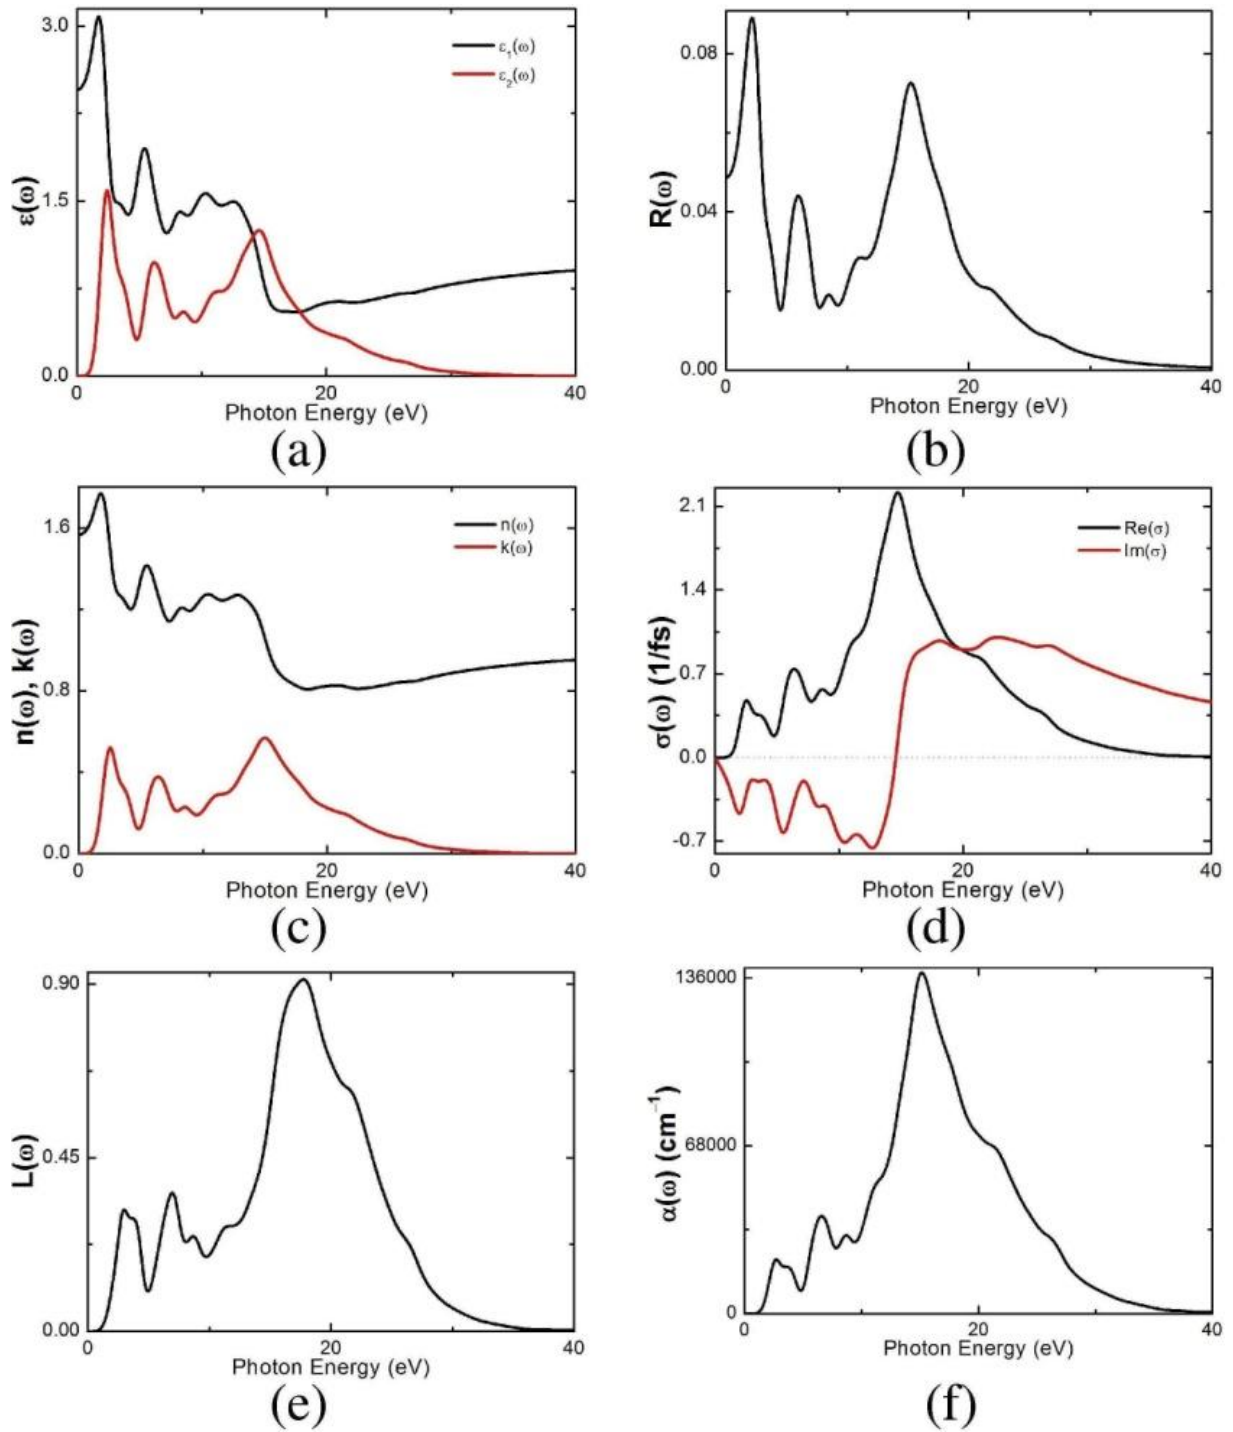 3.0
1.5
0.0
ε(ω)
ε₁(ω)
ε₂(ω)
0
20
40
Photon Energy (eV)
(a)
0.08
0.04
0.00
R(ω)
0
20
40
Photon Energy (eV)
(b)
1.6
0.8
0.0
n(ω), k(ω)
n(ω)
k(ω)
0
20
40
Photon Energy (eV)
(c)
2.1
1.4
0.7
0.0
-0.7
σ(ω) (1/fs)
Re(σ)
Im(σ)
0
20
40
Photon Energy (eV)
(d)
0.90
0.45
0.00
L(ω)
0
20
40
Photon Energy (eV)
(e)
136000
68000
0
α(ω) (cm⁻¹)
0
20
40
Photon Energy (eV)
(f)